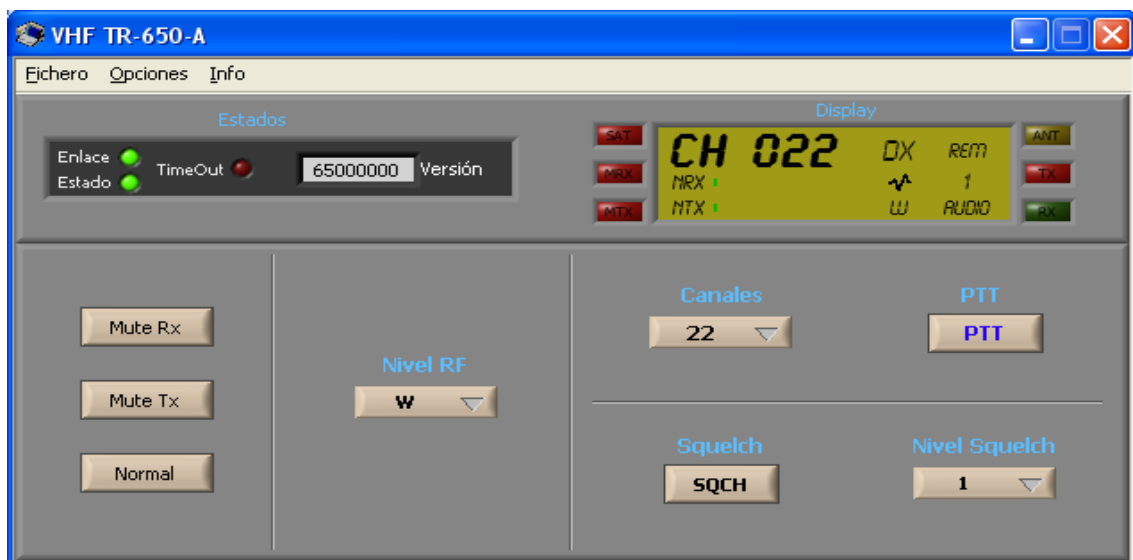 VHF TR-650-A
Fichero Opciones Info
Estados
Enlace
Estado
TimeOut
65000000 Versión
Display
SAT
MRX
MTX
CH 022 DX REM
MRX 1
MTX W AUDIO
ANT
TX
RX
Mute Rx
Mute Tx
Normal
Nivel RF
W
Canales
22
PTT
PTT
Squelch
SQCH
Nivel Squelch
1